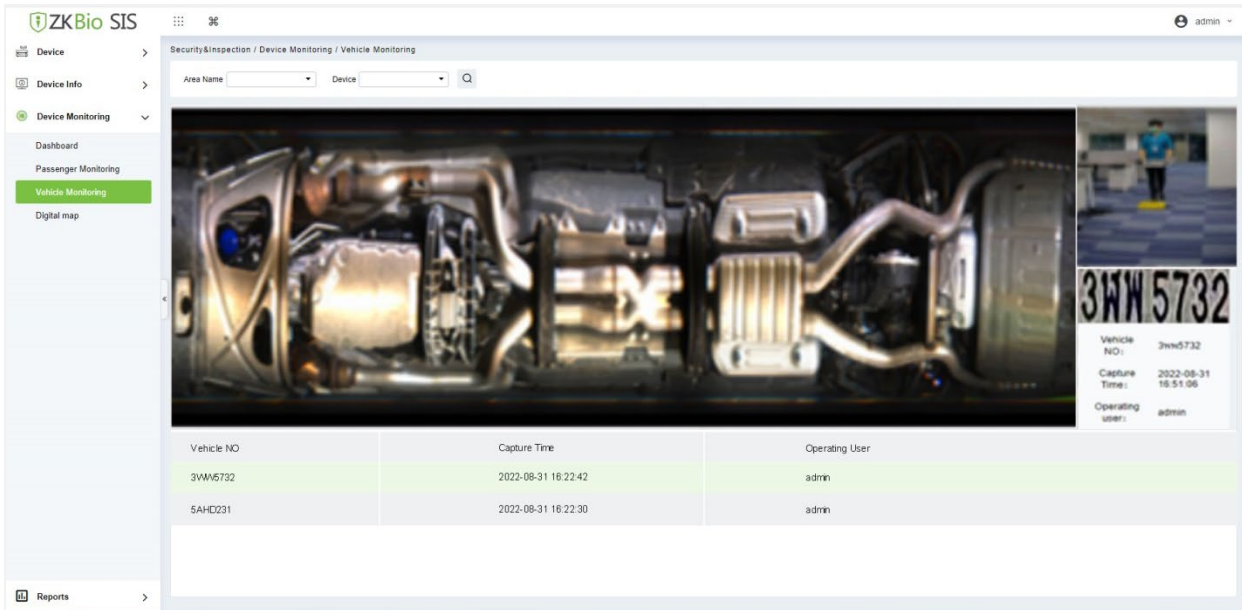 ZKBio SIS
admin
Device
Device Info
Device Monitoring
Dashboard
Passenger Monitoring
Vehicle Monitoring
Digital map
Reports
Security&Inspection / Device Monitoring / Vehicle Monitoring
Area Name
Device
3WW5732
Vehicle NO: 3ww5732
Capture Time: 2022-08-31 16:51:06
Operating user: admin
Vehicle NO Capture Time Operating User
3WW5732 2022-08-31 16:22:42 admin
5AHD231 2022-08-31 16:22:30 admin